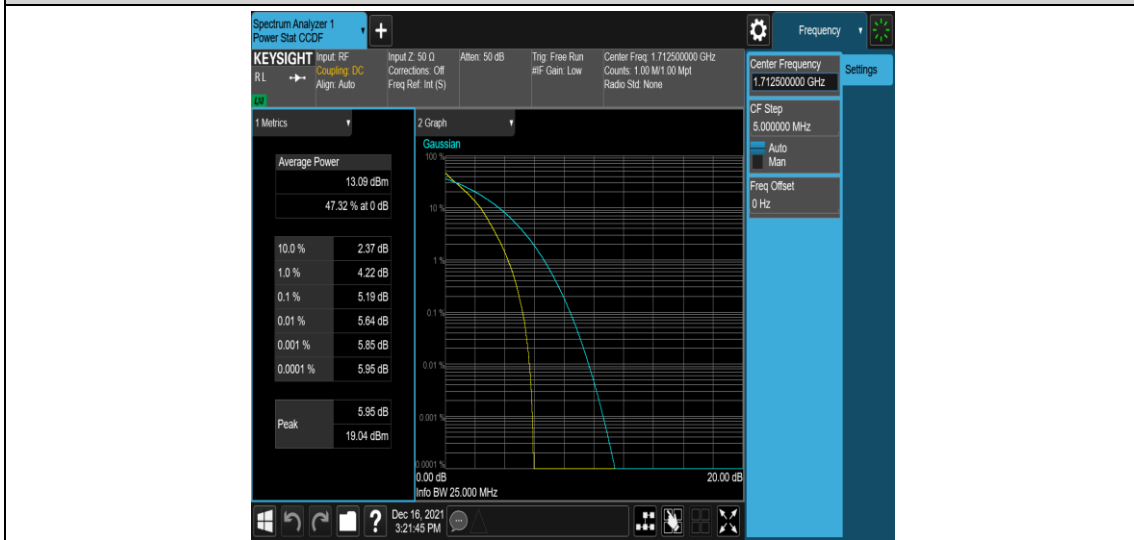 Spectrum Analyzer 1
Power Stat CCDF
+
Frequency
KEYSIGHT
RL
LXI
Input: RF
Coupling: DC
Align: Auto
Input Z: 50 Ω
Corrections: Off
Freq Ref: Int (S)
Atten: 50 dB
Trig: Free Run
#IF Gain: Low
Center Freq: 1.712500000 GHz
Counts: 1.00 M/1.00 Mpt
Radio Std: None
Center Frequency
1.712500000 GHz
Settings
CF Step
5.000000 MHz
Auto
Man
Freq Offset
0 Hz
1 Metrics
Average Power
13.09 dBm
47.32 % at 0 dB
10.0 % 2.37 dB
1.0 % 4.22 dB
0.1 % 5.19 dB
0.01 % 5.64 dB
0.001 % 5.85 dB
0.0001 % 5.95 dB
Peak
5.95 dB
19.04 dBm
2 Graph
Gaussian
100 %
10 %
1 %
0.1 %
0.01 %
0.001 %
0.0001 %
0.00 dB 20.00 dB
Info BW 25.000 MHz
?
Dec 16, 2021
3:21:45 PM